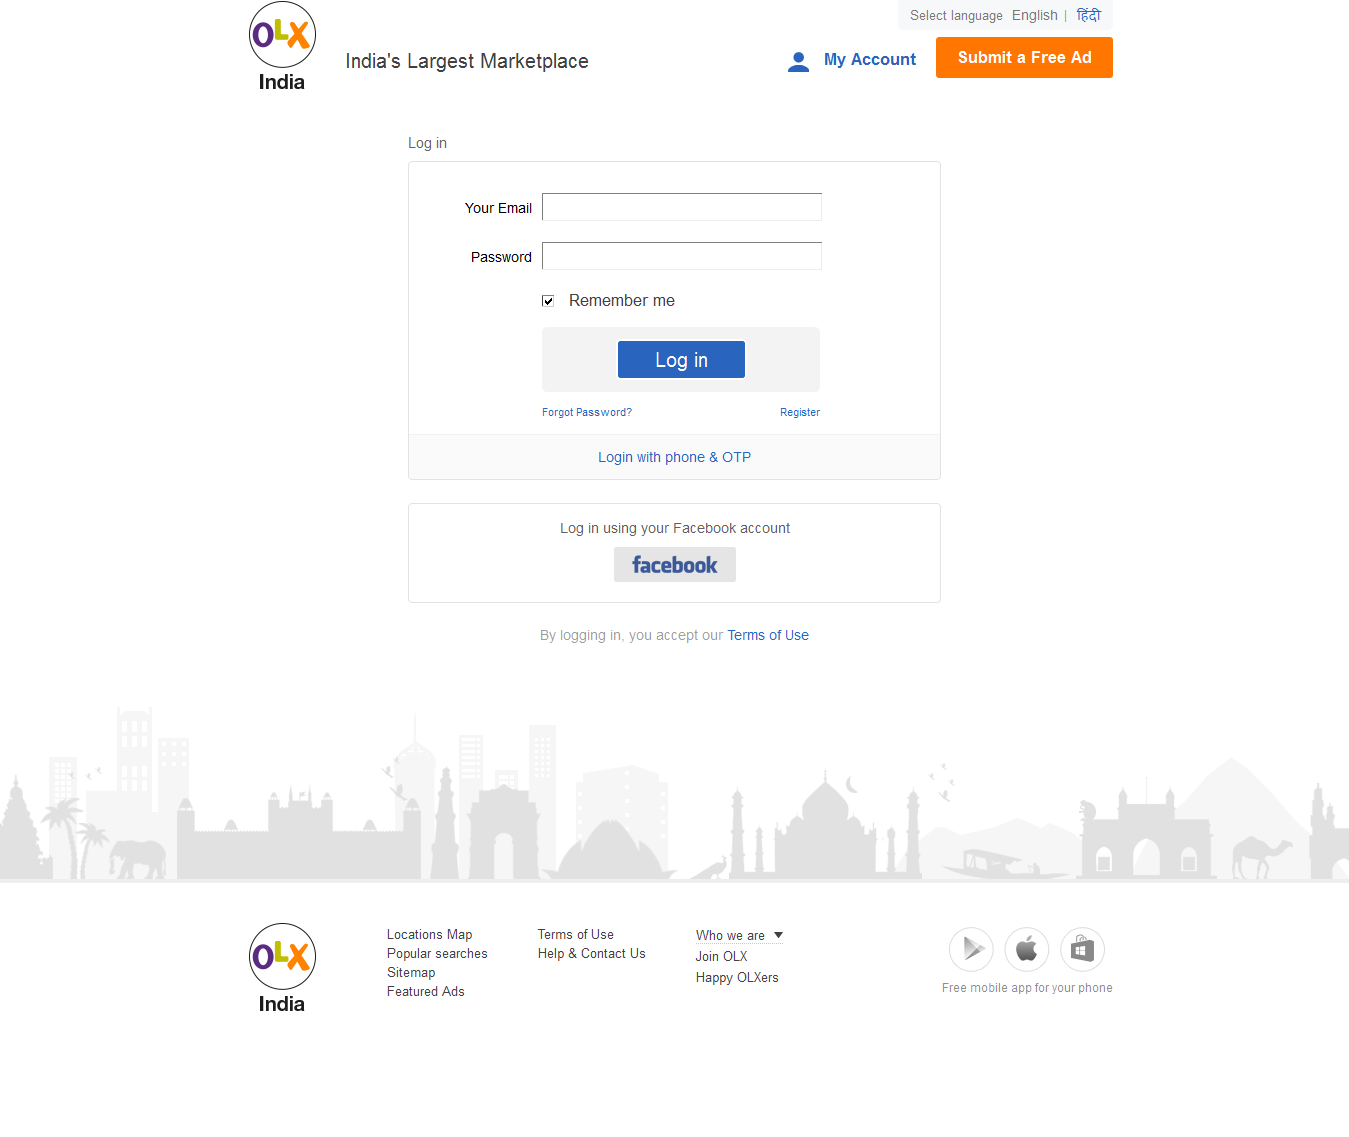 OLX
India
India's Largest Marketplace
Select language English | हिंदी
My Account
Submit a Free Ad
Log in
Your Email
Password
Remember me
Log in
Forgot Password? Register
Login with phone & OTP
Log in using your Facebook account
facebook
By logging in, you accept our Terms of Use
OLX
India
Locations Map
Popular searches
Sitemap
Featured Ads
Terms of Use
Help & Contact Us
Who we are
Join OLX
Happy OLXers
Free mobile app for your phone